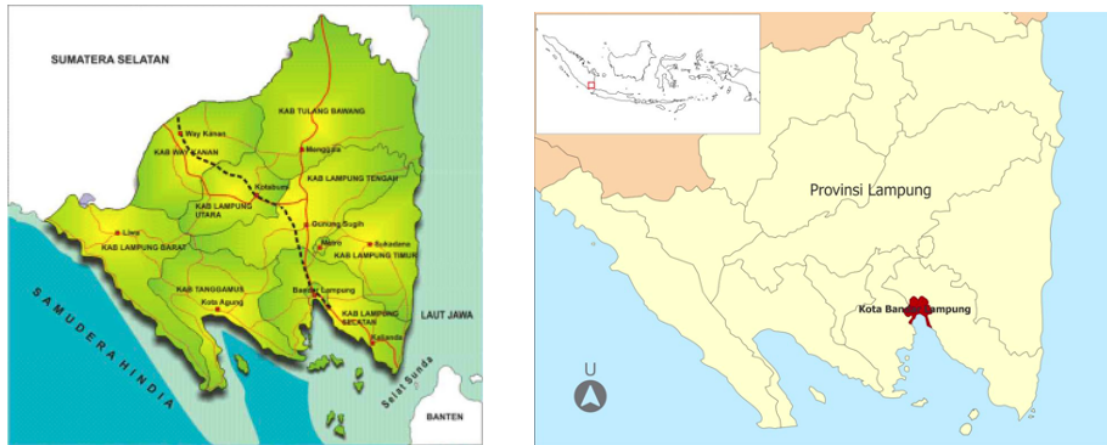 SUMATERA SELATAN
KAB TULANG BAWANG
Way Kanan
KAB WAY KANAN
Menggala
KAB LAMPUNG TENGAH
Kotabumi
KAB LAMPUNG
UTARA
Gunung Sugih
Liwa
KAB LAMPUNG BARAT
Metro
Sukadana
KAB LAMPUNG TIMUR
KAB TANGGAMUS
Kota Agung
Bandar Lampung
KAB LAMPUNG
SELATAN
Kalianda
LAUT JAWA
SAMUDERA HINDIA
Selat Sunda
BANTEN
Provinsi Lampung
Kota Bandar Lampung
U